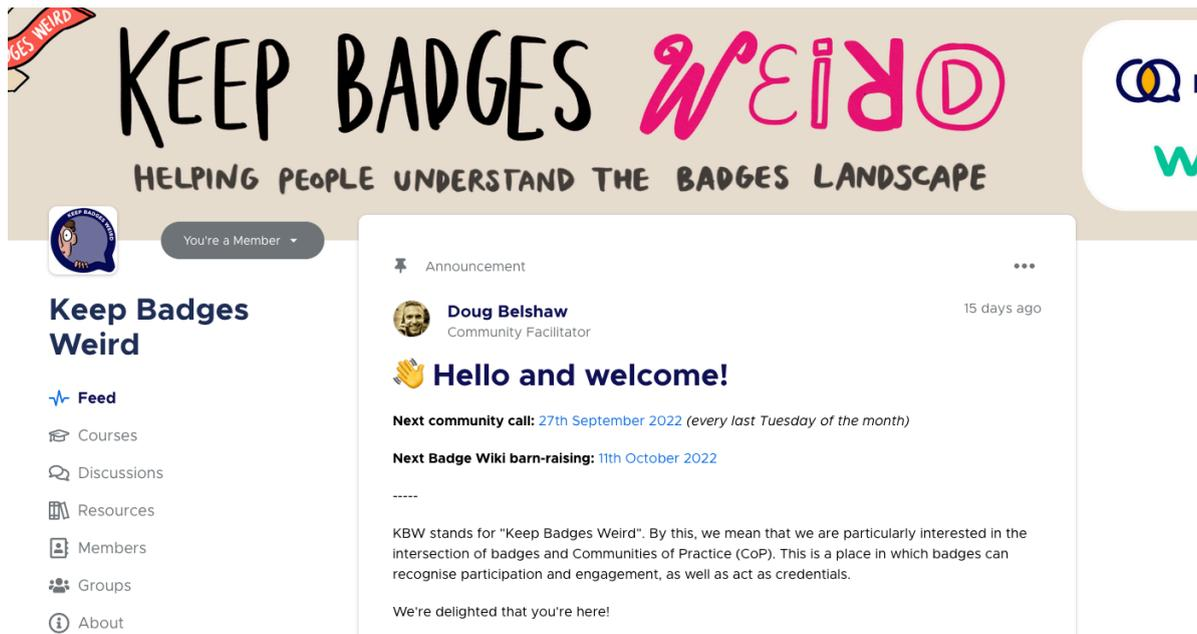 GES WEIRD
KEEP BADGES WEIRD
HELPING PEOPLE UNDERSTAND THE BADGES LANDSCAPE
KEEP BADGES WEIRD
You're a Member
Keep Badges
Weird
Feed
Courses
Discussions
Resources
Members
Groups
About
Announcement
Doug Belshaw
15 days ago
Community Facilitator
👋 Hello and welcome!
Next community call: 27th September 2022 (every last Tuesday of the month)
Next Badge Wiki barn-raising: 11th October 2022
-----
KBW stands for "Keep Badges Weird". By this, we mean that we are particularly interested in the
intersection of badges and Communities of Practice (CoP). This is a place in which badges can
recognise participation and engagement, as well as act as credentials.
We're delighted that you're here!